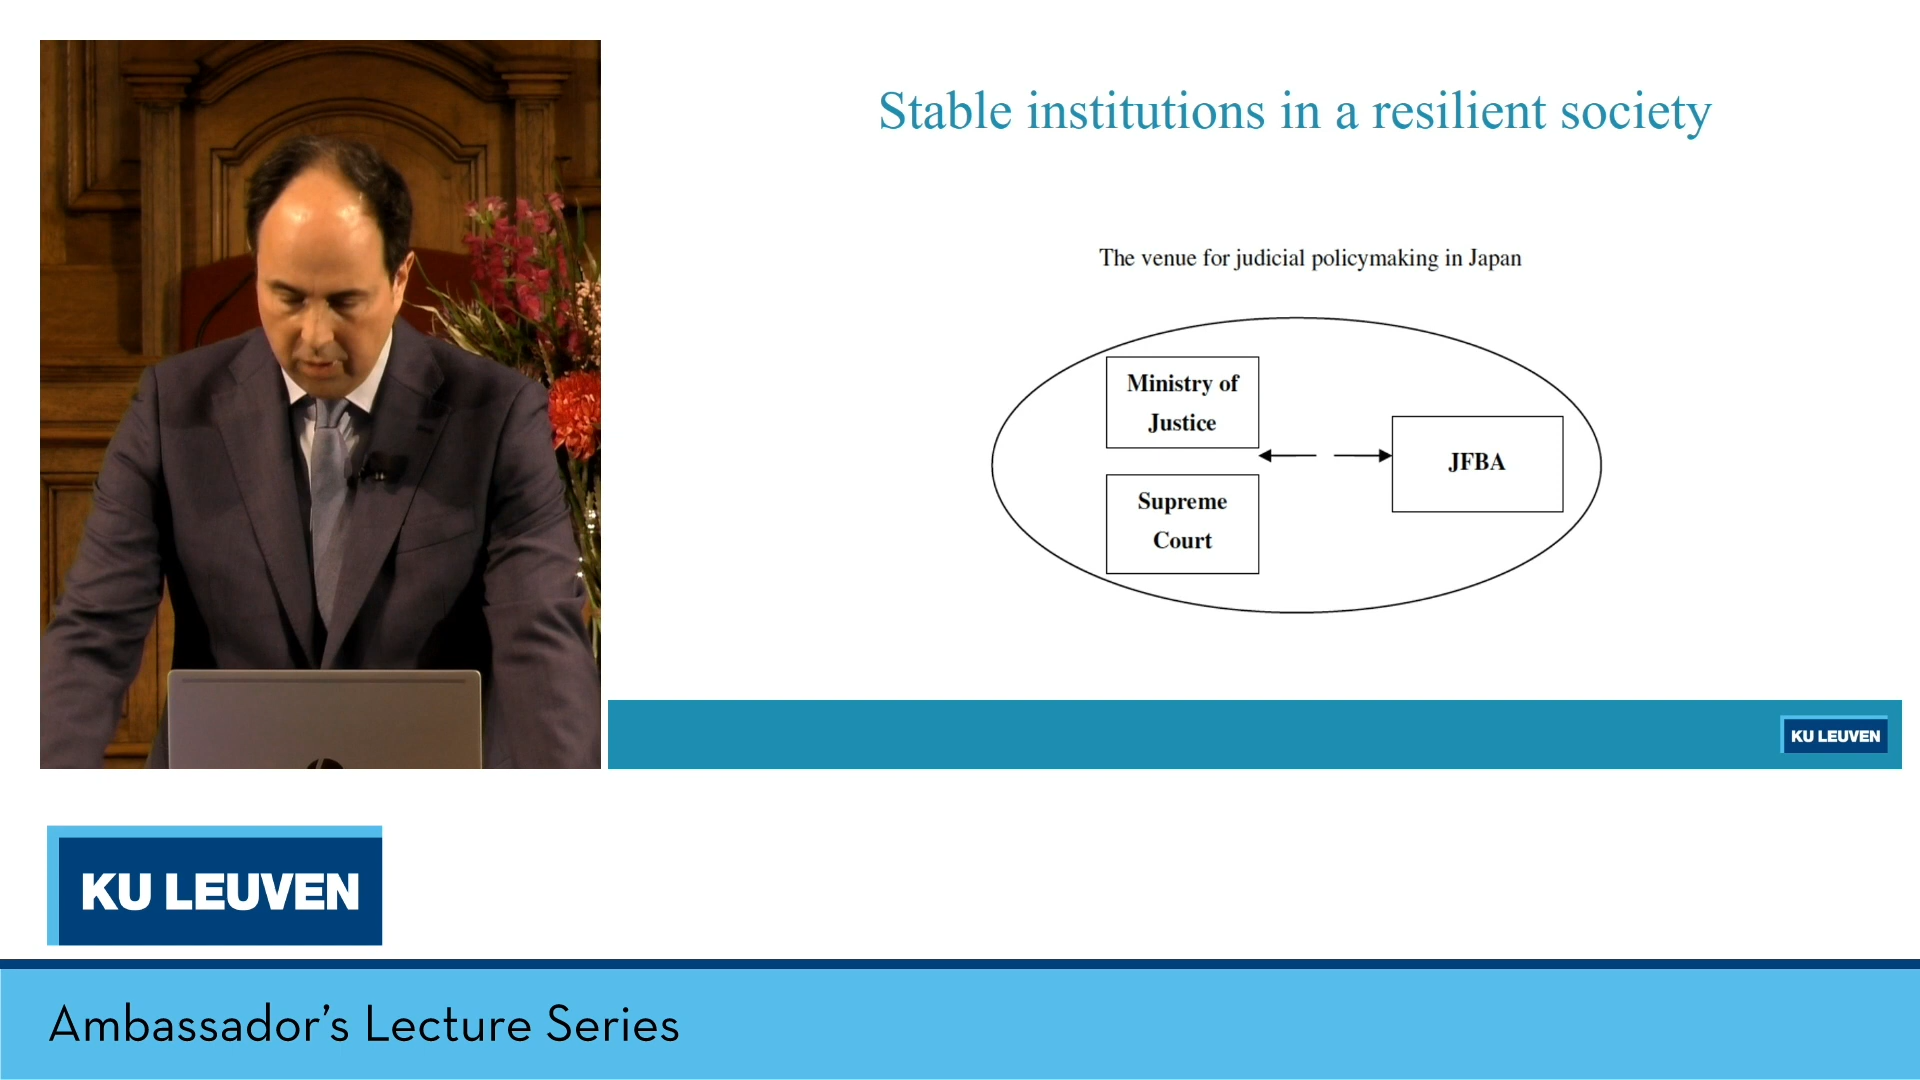 Stable institutions in a resilient society
The venue for judicial policymaking in Japan
Ministry of
Justice
JFBA
Supreme
Court
KU LEUVEN
KU LEUVEN
Ambassador's Lecture Series